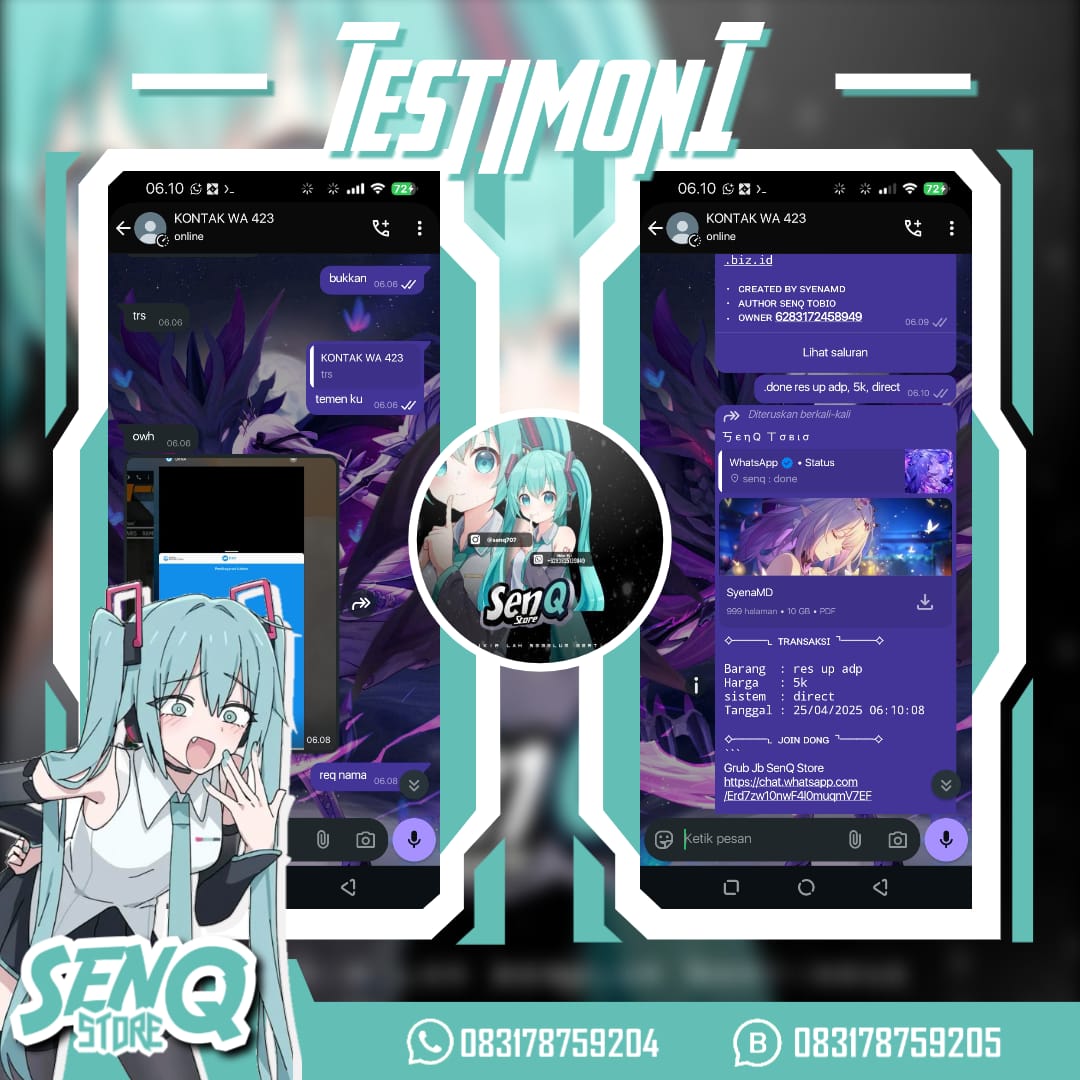 TESTIMONI
06.10
72
KONTAK WA 423
online
bukkan 06.06
trs 06.06
KONTAK WA 423
trs
temen ku 06.06
owh 06.06
06.08
req nama 06.08
06.10
72
KONTAK WA 423
online
.biz.id
• CREATED BY SYENAMD
• AUTHOR SENQ TOBIO
• OWNER 6283172458949
06.09
Lihat saluran
.done res up adp, 5k, direct 06.10
Diteruskan berkali-kali
WhatsApp • Status
senq : done
SyenaMD
999 halaman • 10 GB • PDF
TRANSAKSI
Barang : res up adp
Harga : 5k
sistem : direct
Tanggal : 25/04/2025 06:10:08
JOIN DONG
```
Grub Jb SenQ Store
https://chat.whatsapp.com
/Erd7zw10nwF4l0muqmV7EF
Ketik pesan
@senq707
SenQ
Store
SENQ
STORE
083178759204
B 083178759205